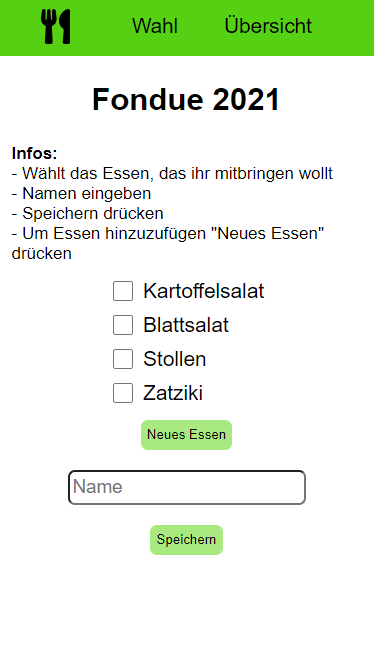 Wahl Übersicht
Fondue 2021
Infos:
- Wählt das Essen, das ihr mitbringen wollt
- Namen eingeben
- Speichern drücken
- Um Essen hinzuzufügen "Neues Essen"
drücken
Kartoffelsalat
Blattsalat
Stollen
Zatziki
Neues Essen
Name
Speichern